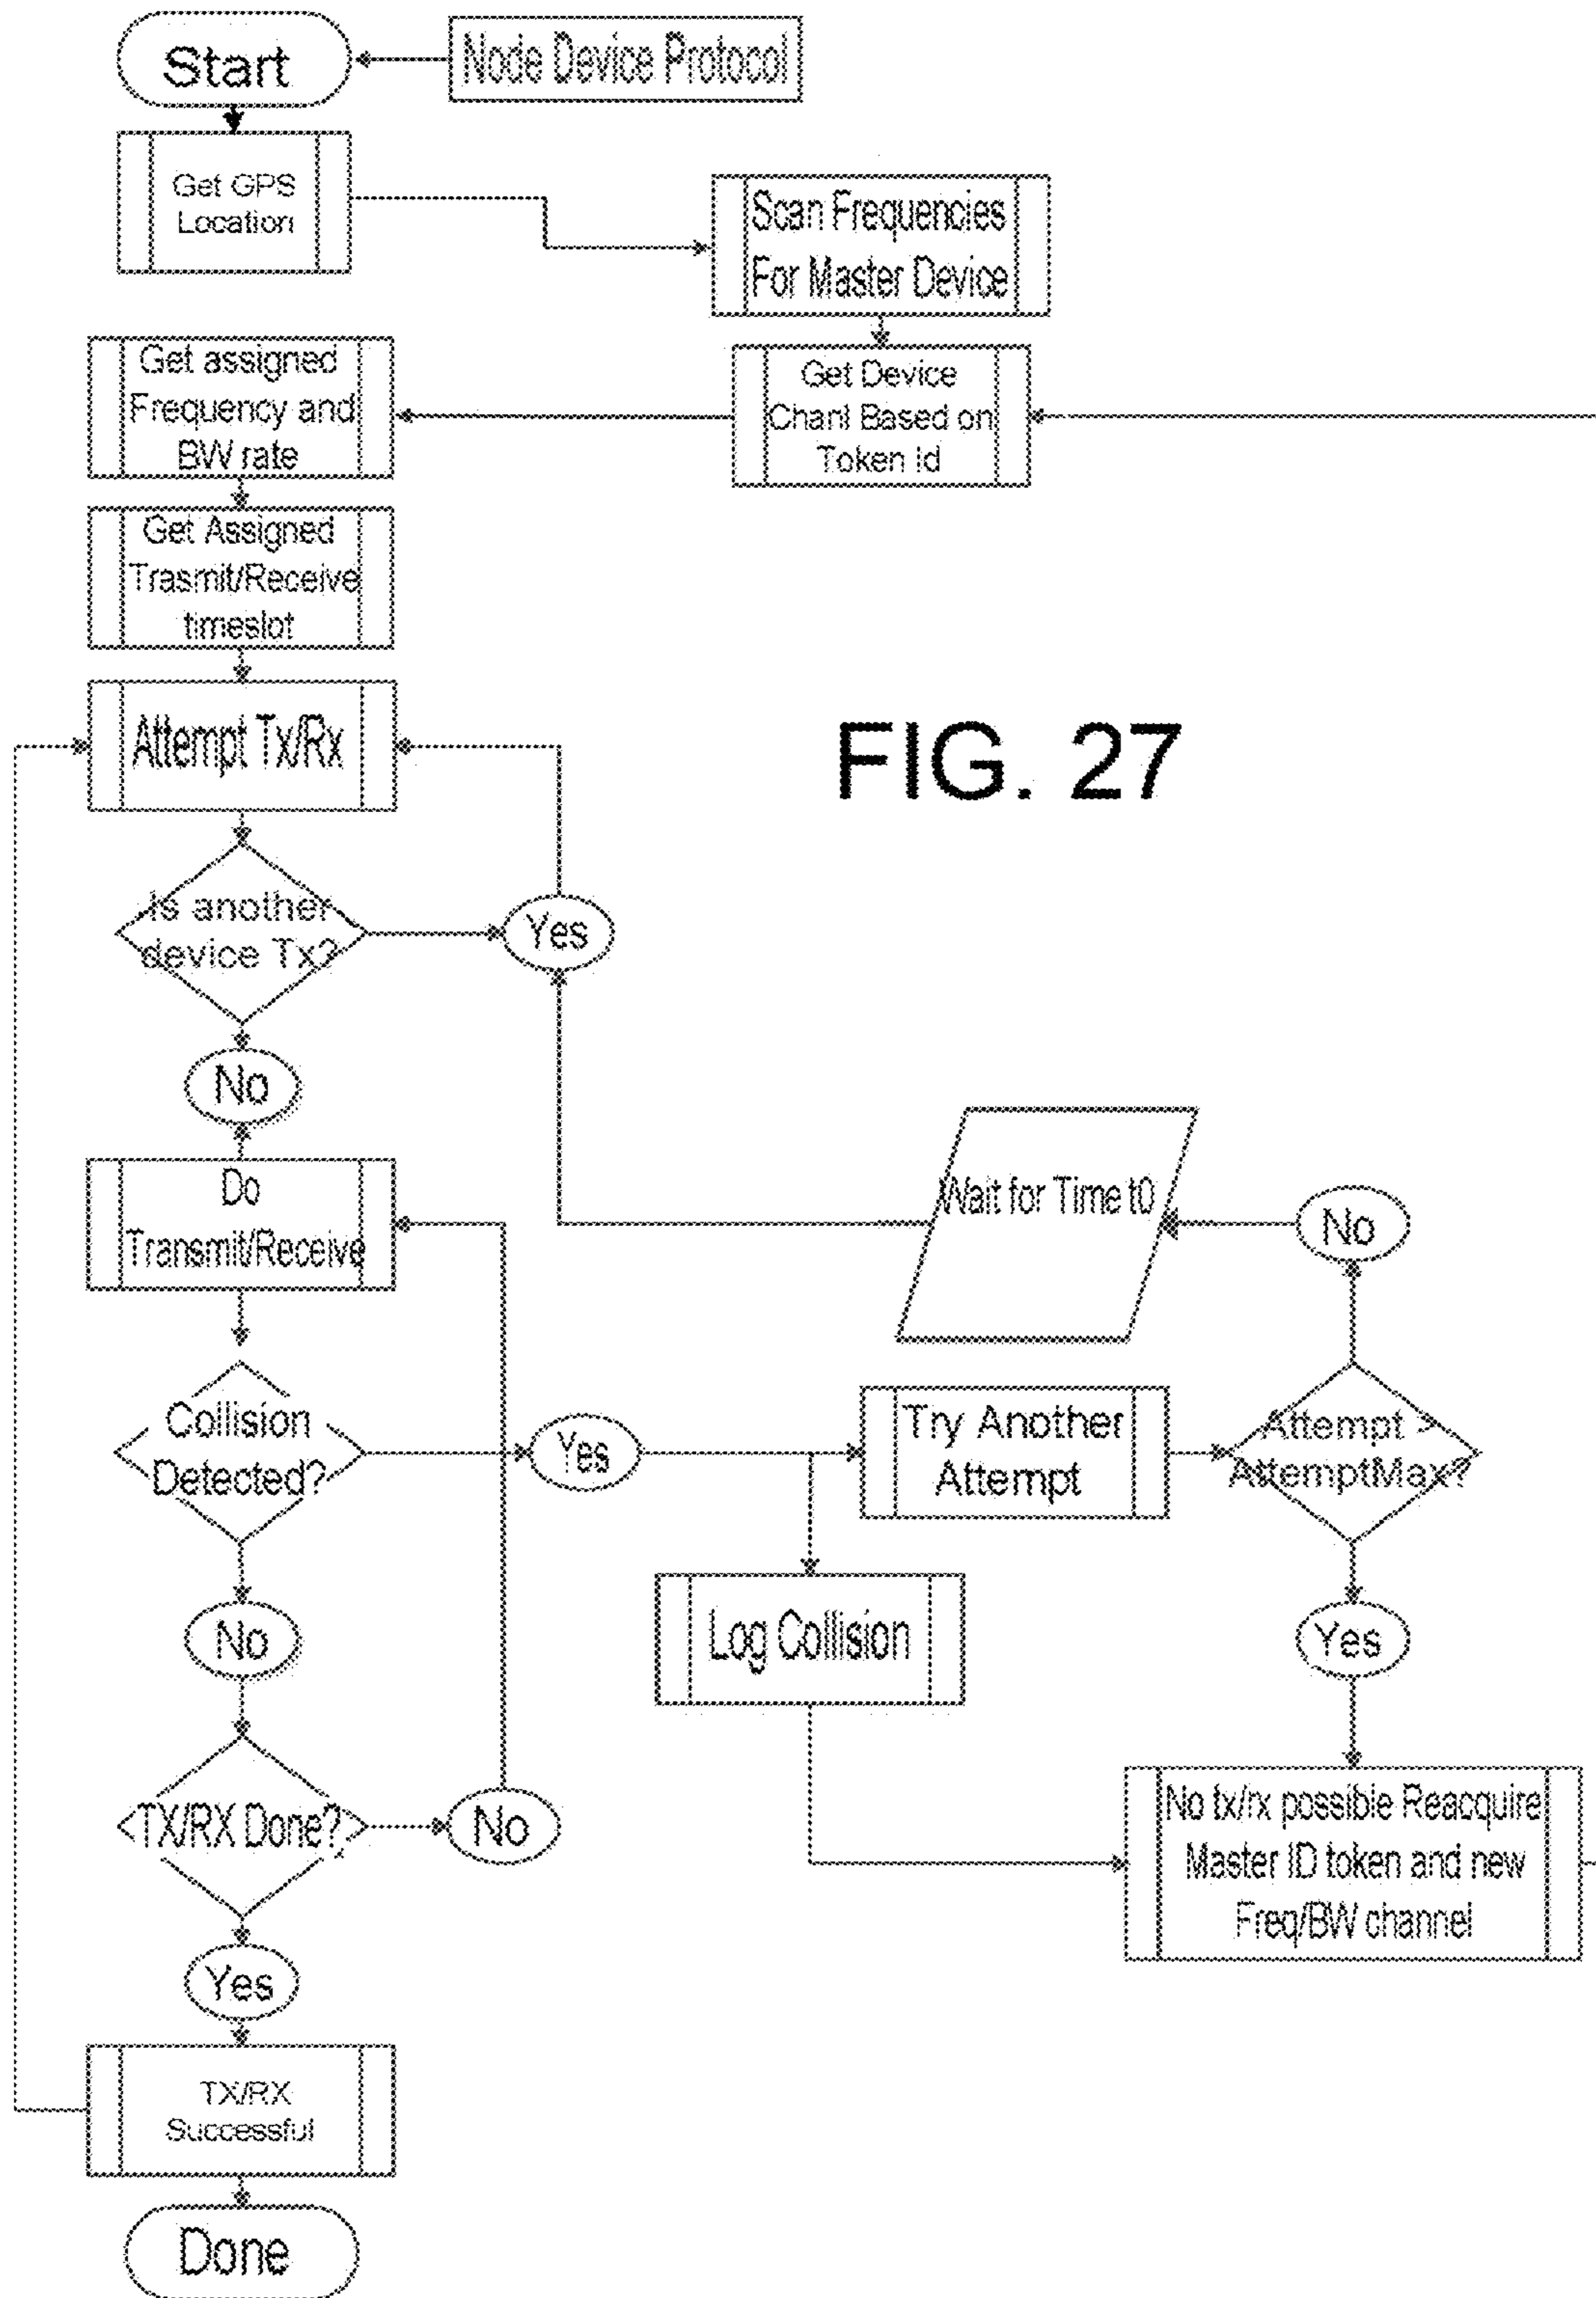 Start
Node Device Protocol
Get GPS
Location
Scan Frequencies
For Master Device
Get assigned
Frequency and
BW rate
Get Device
Chanl Based on
Token Id
Get Assigned
Trasmit/Receive
timeslot
Attempt Tx/Rx
FIG. 27
Is another
device Tx?
Yes
No
Do
Transmit/Receive
Wait for Time t0
No
Collision
Detected?
Yes
Try Another
Attempt
Attempt >
AttemptMax?
No
Log Collision
Yes
TX/RX Done?
No
No tx/rx possible Reacquire
Master ID token and new
Freq/BW channel
Yes
TX/RX
Successful
Done